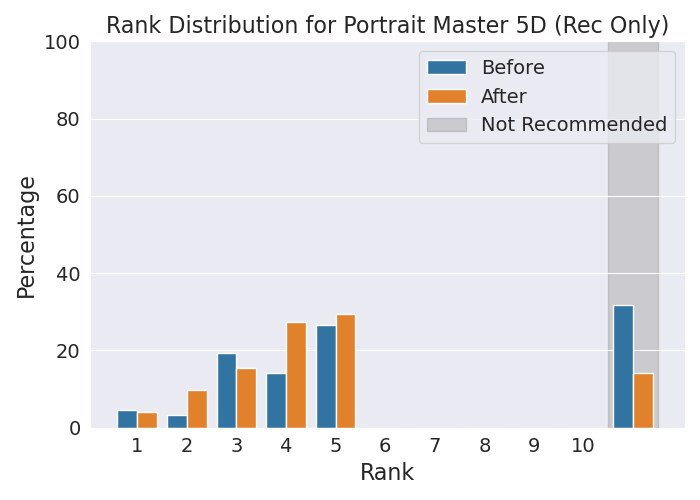 Rank Distribution for Portrait Master 5D (Rec Only)
100
80
60
40
20
0
Percentage
Before
After
Not Recommended
1 2 3 4 5 6 7 8 9 10
Rank